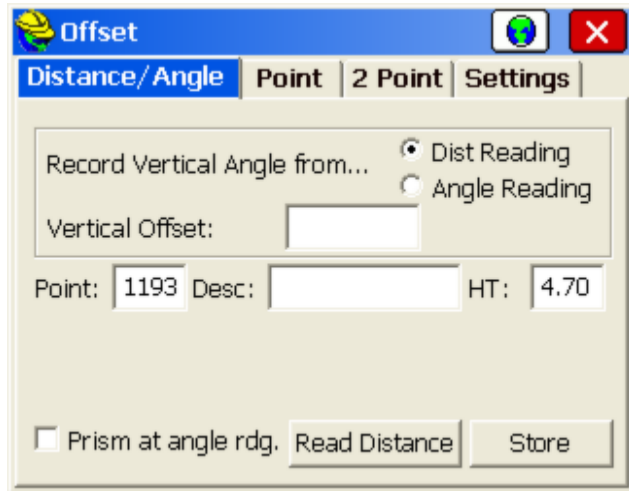 Offset
Distance/Angle Point 2 Point Settings
Record Vertical Angle from... Dist Reading
Angle Reading
Vertical Offset:
Point: 1193 Desc: HT: 4.70
Prism at angle rdg. Read Distance Store